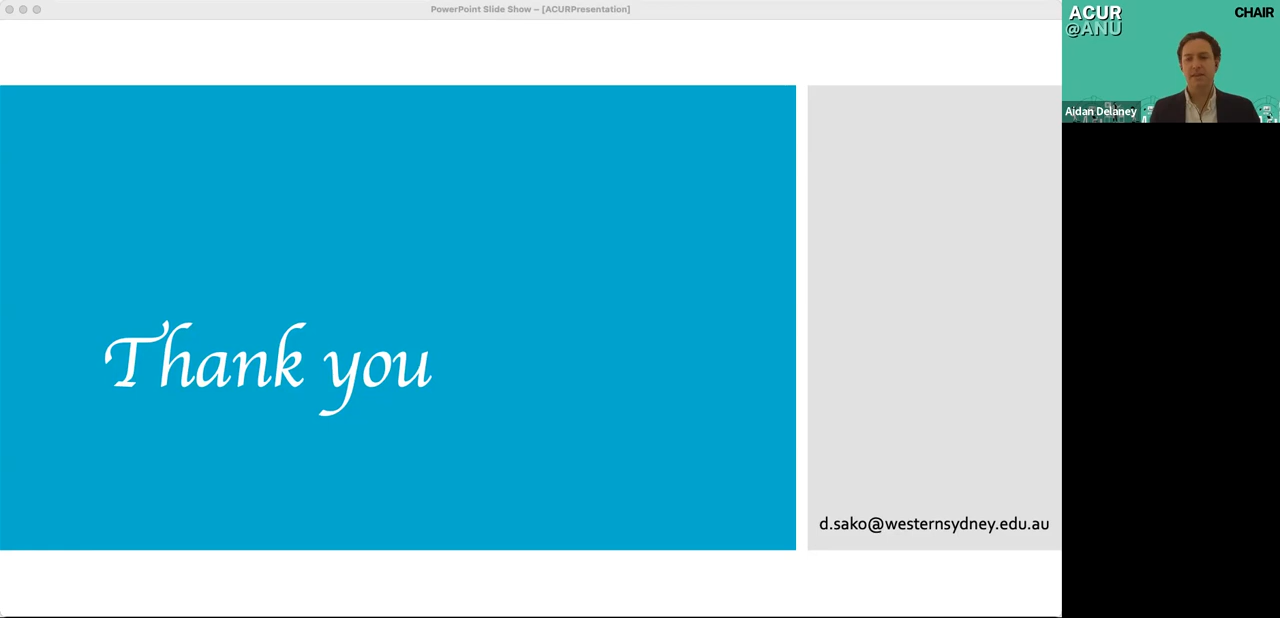 PowerPoint Slide Show – [ACURPresentation]
Thank you
d.sako@westernsydney.edu.au
ACUR
@ANU
CHAIR
Aidan Delaney